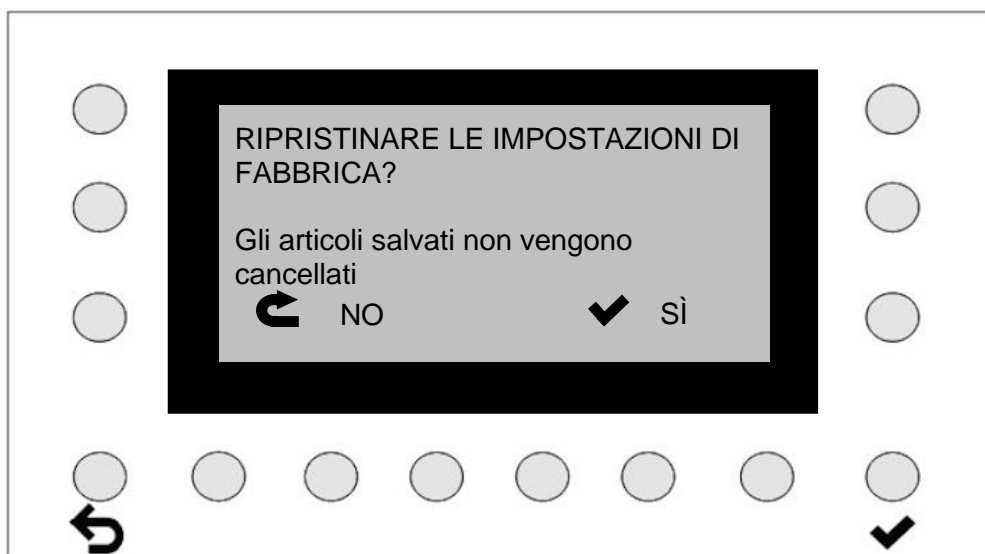 RIPRISTINARE LE IMPOSTAZIONI DI
FABBRICA?
Gli articoli salvati non vengono
cancellati
NO SÌ